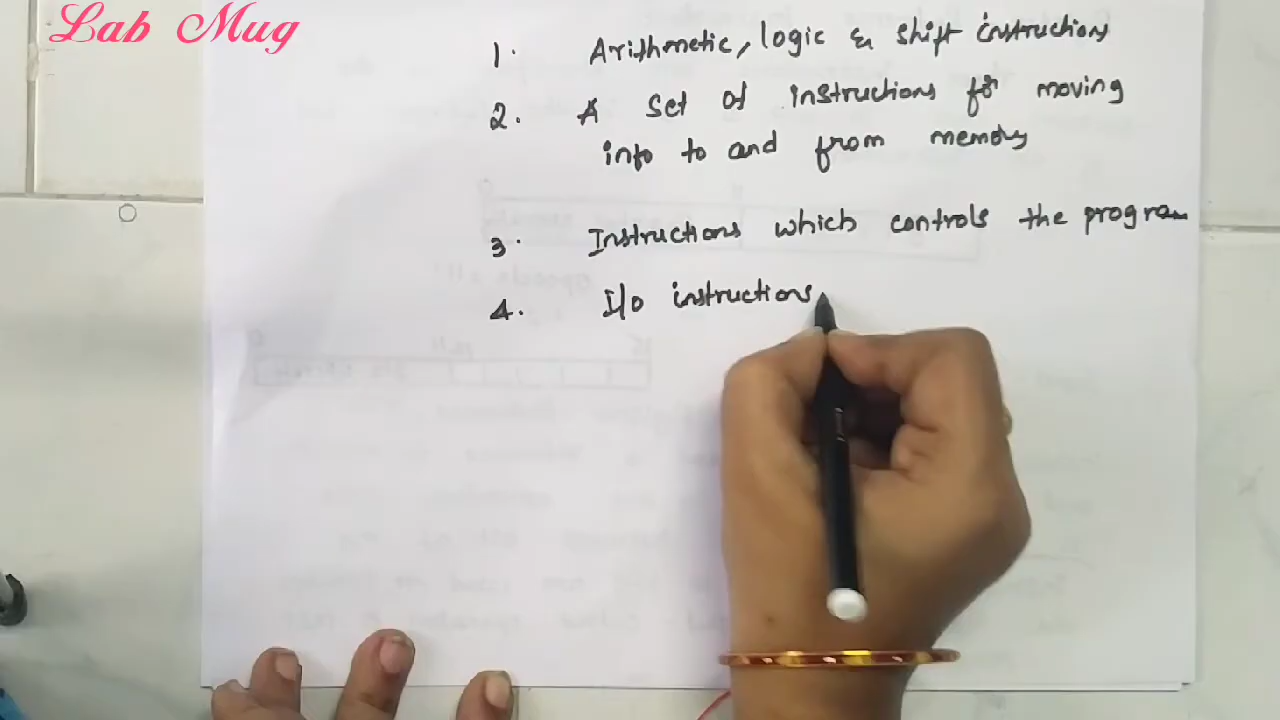 Lab Mug
1. Arithmetic, logic & shift instructions
2. A set of instructions for moving
info to and from memory
3. Instructions which controls the program
4. I/o instructions